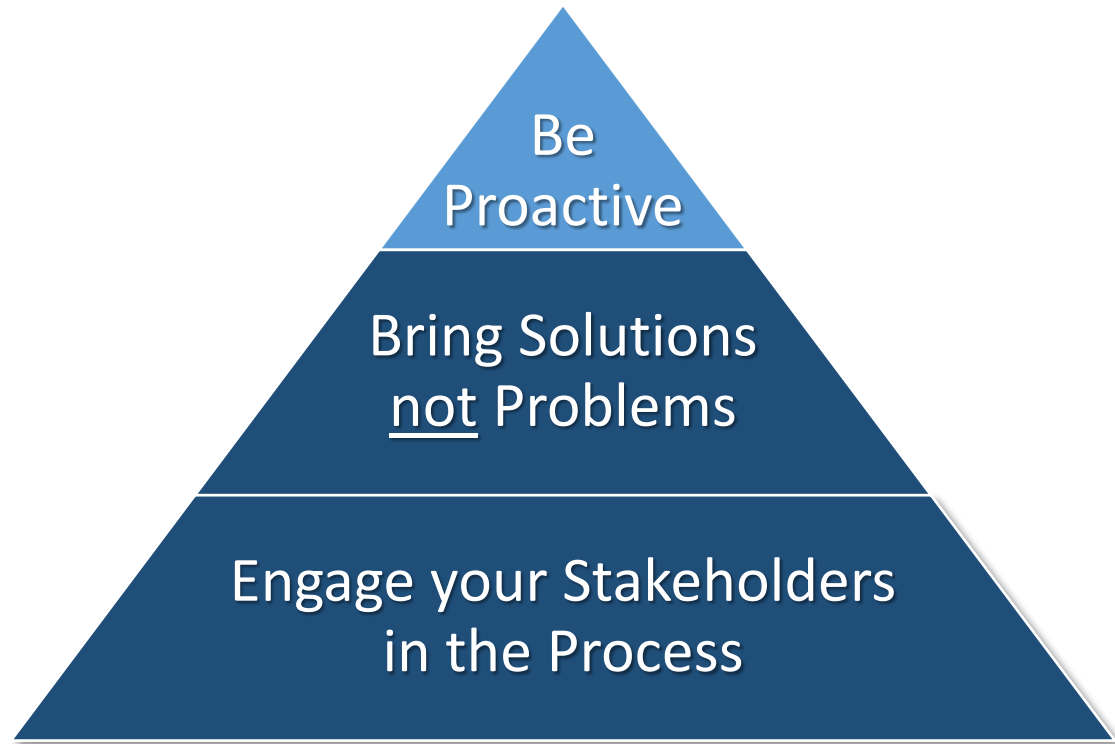 Be
Proactive
Bring Solutions
not Problems
Engage your Stakeholders
in the Process